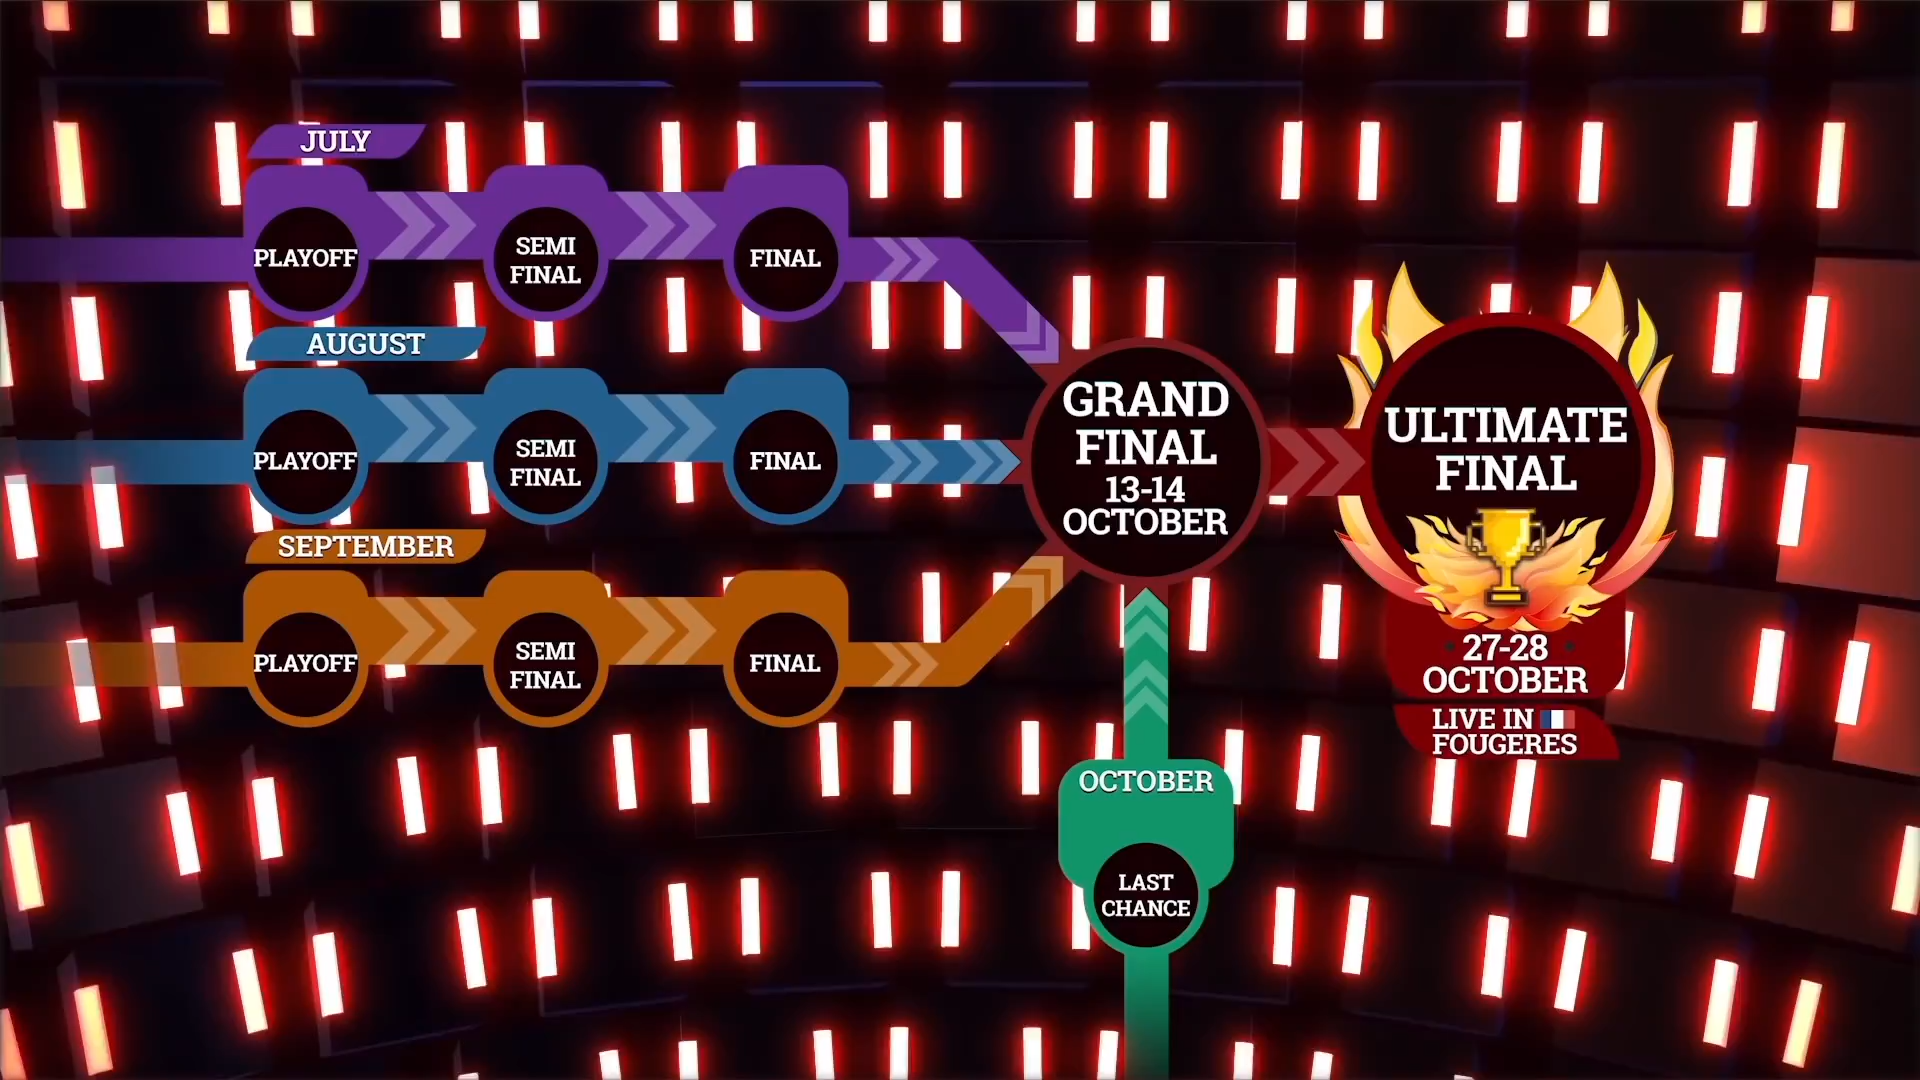 JULY
PLAYOFF
SEMI
FINAL
FINAL
AUGUST
PLAYOFF
SEMI
FINAL
FINAL
SEPTEMBER
PLAYOFF
SEMI
FINAL
FINAL
GRAND
FINAL
13-14
OCTOBER
OCTOBER
LAST
CHANCE
ULTIMATE
FINAL
27-28
OCTOBER
LIVE IN
FOUGERES